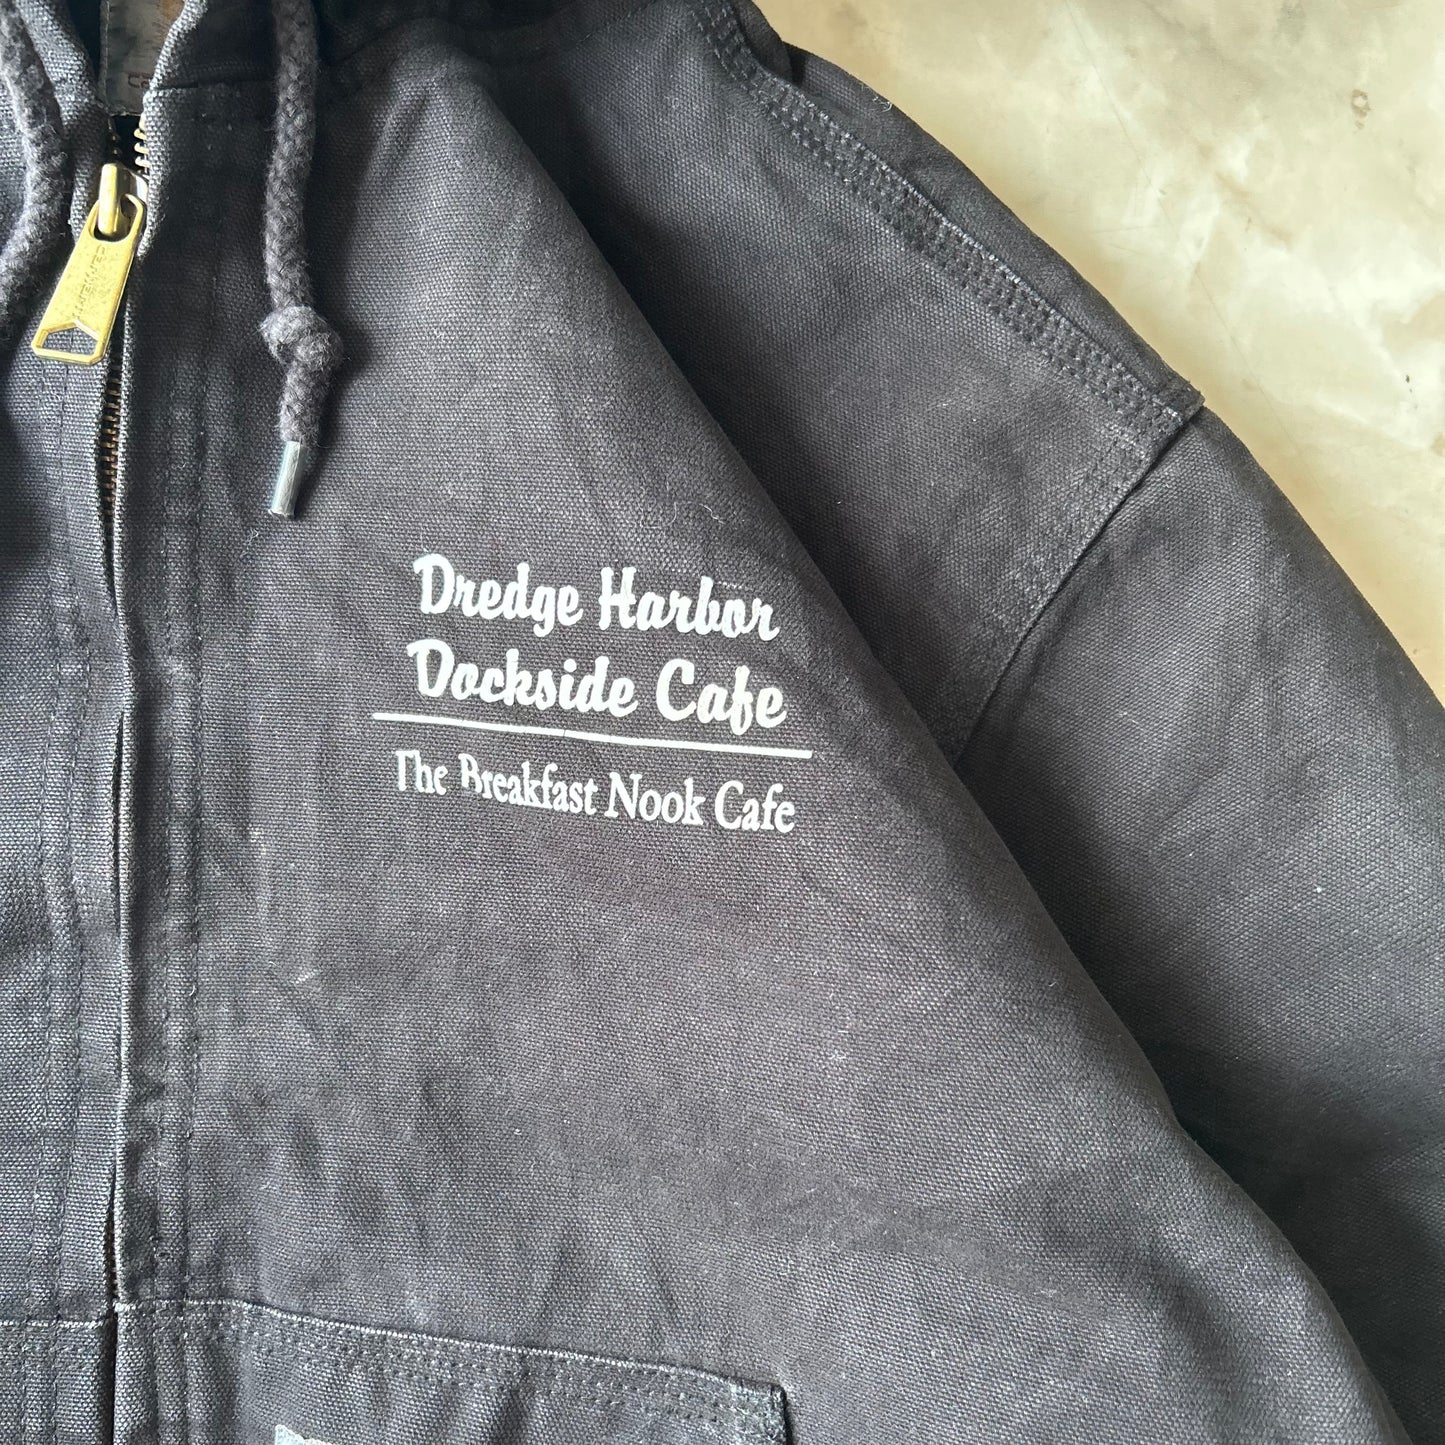 Dredge Harbor
Dockside Cafe
The Breakfast Nook Cafe